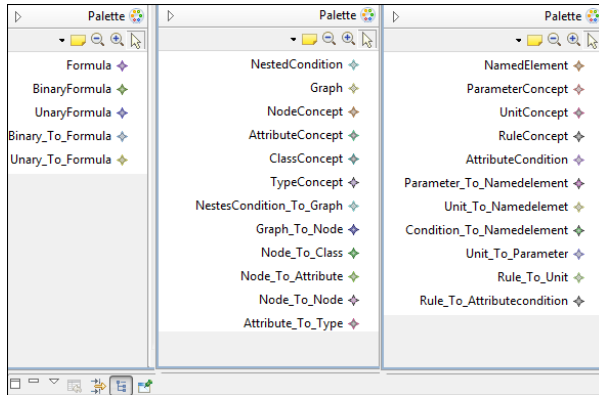 Palette
Formula
BinaryFormula
UnaryFormula
Binary_To_Formula
Unary_To_Formula
Palette
NestedCondition
Graph
NodeConcept
AttributeConcept
ClassConcept
TypeConcept
NestesCondition_To_Graph
Graph_To_Node
Node_To_Class
Node_To_Attribute
Node_To_Node
Attribute_To_Type
Palette
NamedElement
ParameterConcept
UnitConcept
RuleConcept
AttributeCondition
Parameter_To_Namedelement
Unit_To_Namedelemet
Condition_To_Namedelement
Unit_To_Parameter
Rule_To_Unit
Rule_To_Attributecondition